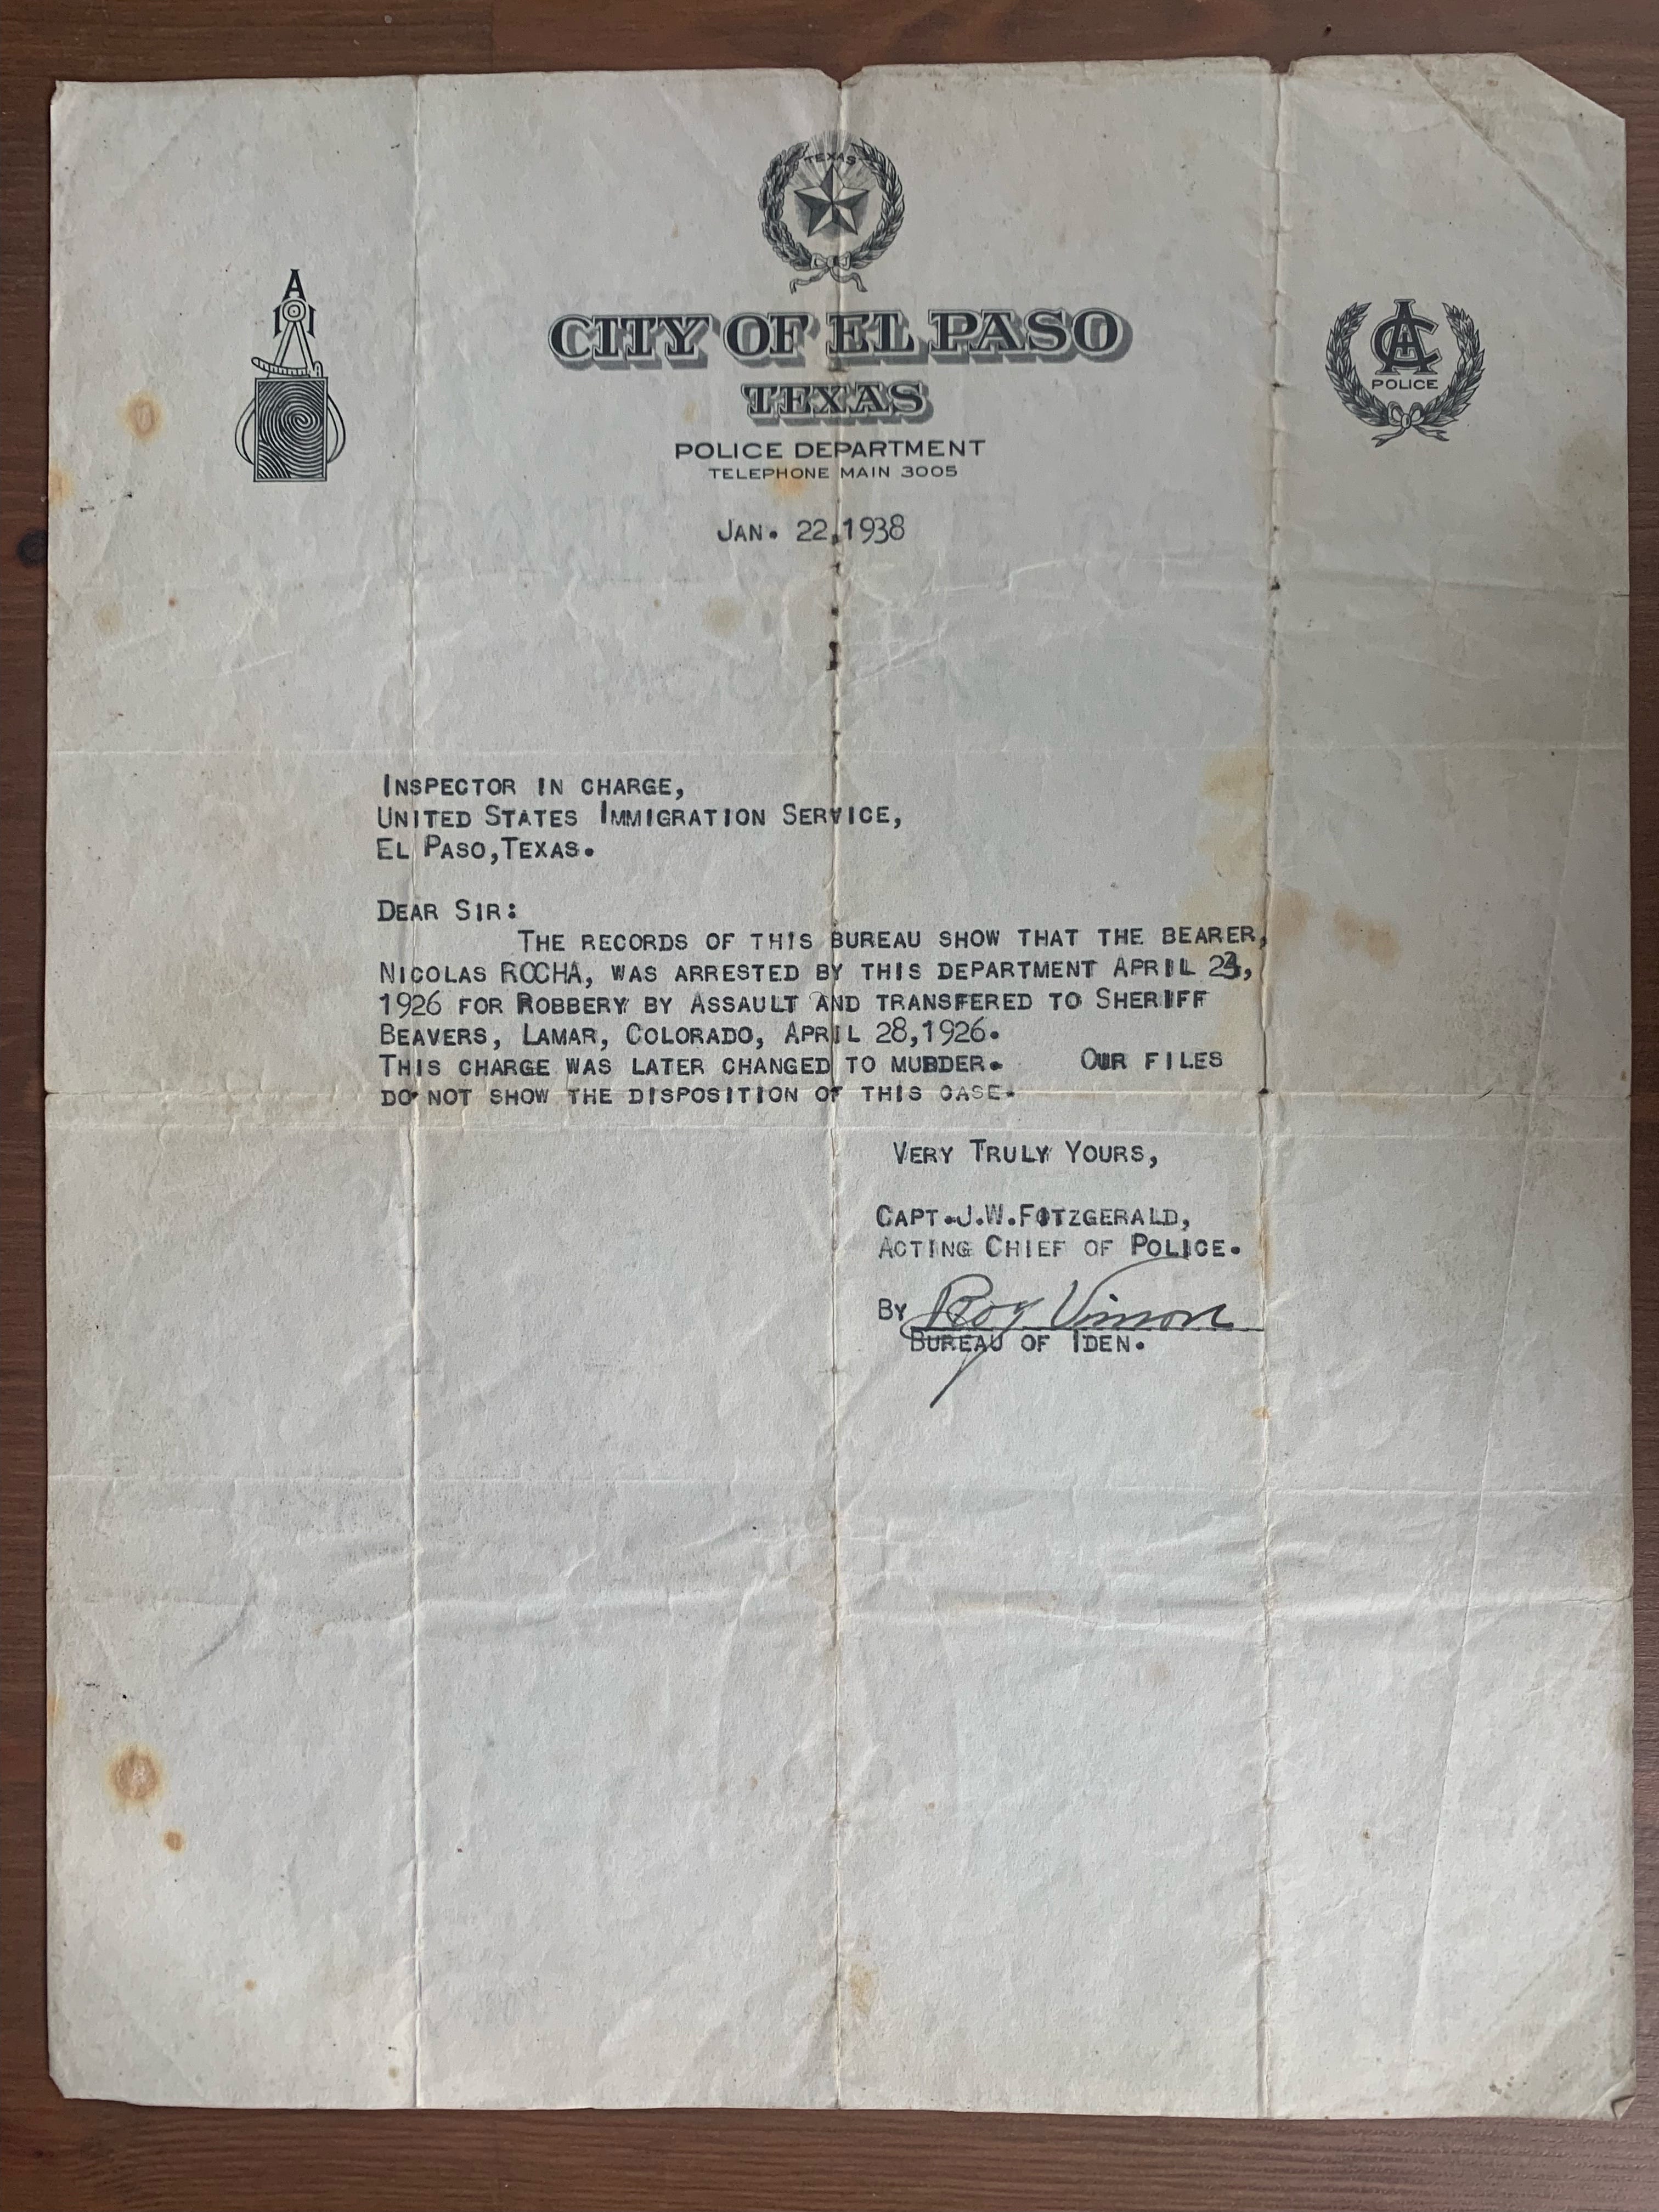 TEXAS
A
CITY OF EL PASO
TEXAS
POLICE DEPARTMENT
TELEPHONE MAIN 3005
POLICE
JAN. 22,1938
INSPECTOR IN CHARGE,
UNITED STATES IMMIGRATION SERVICE,
EL PASO,TEXAS.
DEAR SIR:
THE RECORDS OF THIS BUREAU SHOW THAT THE BEARER,
NICOLAS ROCHA, WAS ARRESTED BY THIS DEPARTMENT APRIL
1926 FOR ROBBERY BY ASSAULT AND TRANSFERED TO SHERIFF
BEAVERS, LAMAR, COLORADO, APRIL 28,1926.
THIS CHARGE WAS LATER CHANGED TO MURDER. OUR FILES
DO NOT SHOW THE DISPOSITION OF THIS CASE.
VERY TRULY YOURS,
CAPT.J.W.FITZGERALD,
ACTING CHIEF OF POLICE.
BY Roy Vinson
BUREAU OF IDEN.